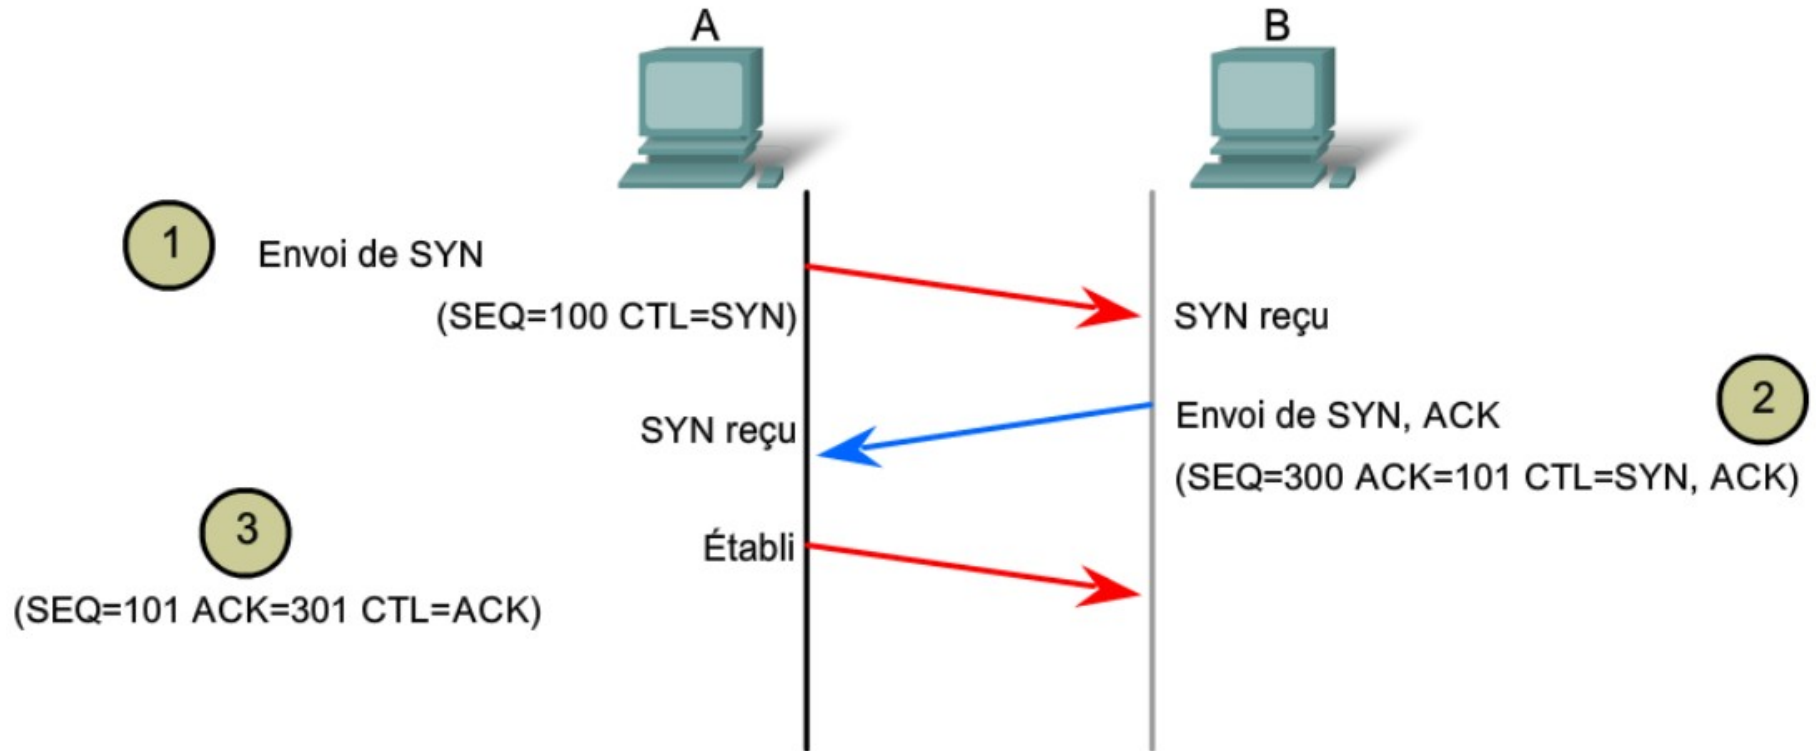 A
B
1
Envoi de SYN
(SEQ=100 CTL=SYN)
SYN reçu
2
SYN reçu
Envoi de SYN, ACK
(SEQ=300 ACK=101 CTL=SYN, ACK)
3
Établi
(SEQ=101 ACK=301 CTL=ACK)